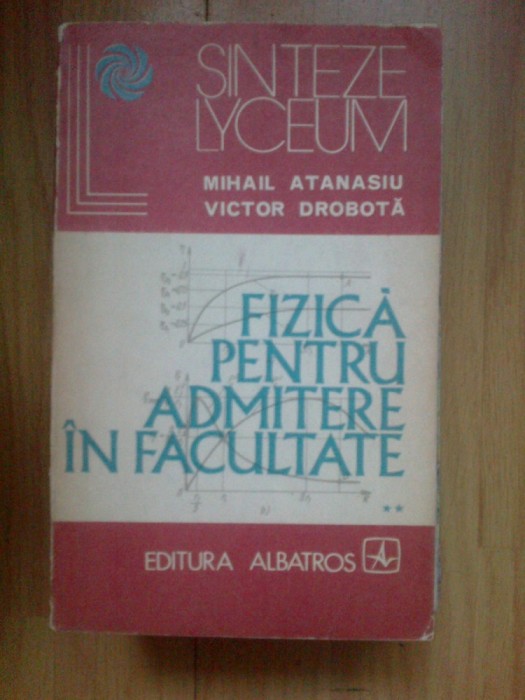 SINTEZE
LYCEUM
MIHAIL ATANASIU
VICTOR DROBOTĂ
FIZICĂ
PENTRU
ADMITERE
ÎN FACULTATE
**
EDITURA ALBATROS